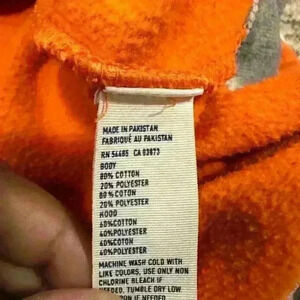 MADE IN PAKISTAN
FABRIQUÉ AU PAKISTAN
RN 54485 CA 03873
BODY
80% COTTON
20% POLYESTER
80% COTON
20% POLYESTER
HOOD
60%COTTON
40%POLYESTER
60%COTON
40%POLYESTER
MACHINE WASH COLD WITH
LIKE COLORS, USE ONLY NON
CHLORINE BLEACH IF
NEEDED, TUMBLE DRY LOW